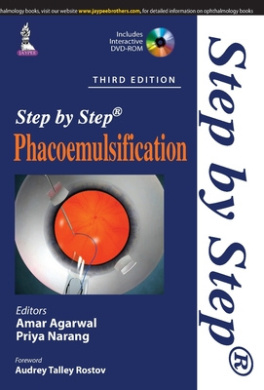 hthalmology books, visit our website www.jaypeebrothers.com, for detailed information on ophthalmology books
JAYPEE
Includes
Interactive
DVD-ROM
THIRD EDITION
Step by Step®
Phacoemulsification
Step by Step®
Editors
Amar Agarwal
Priya Narang
Foreword
Audrey Talley Rostov